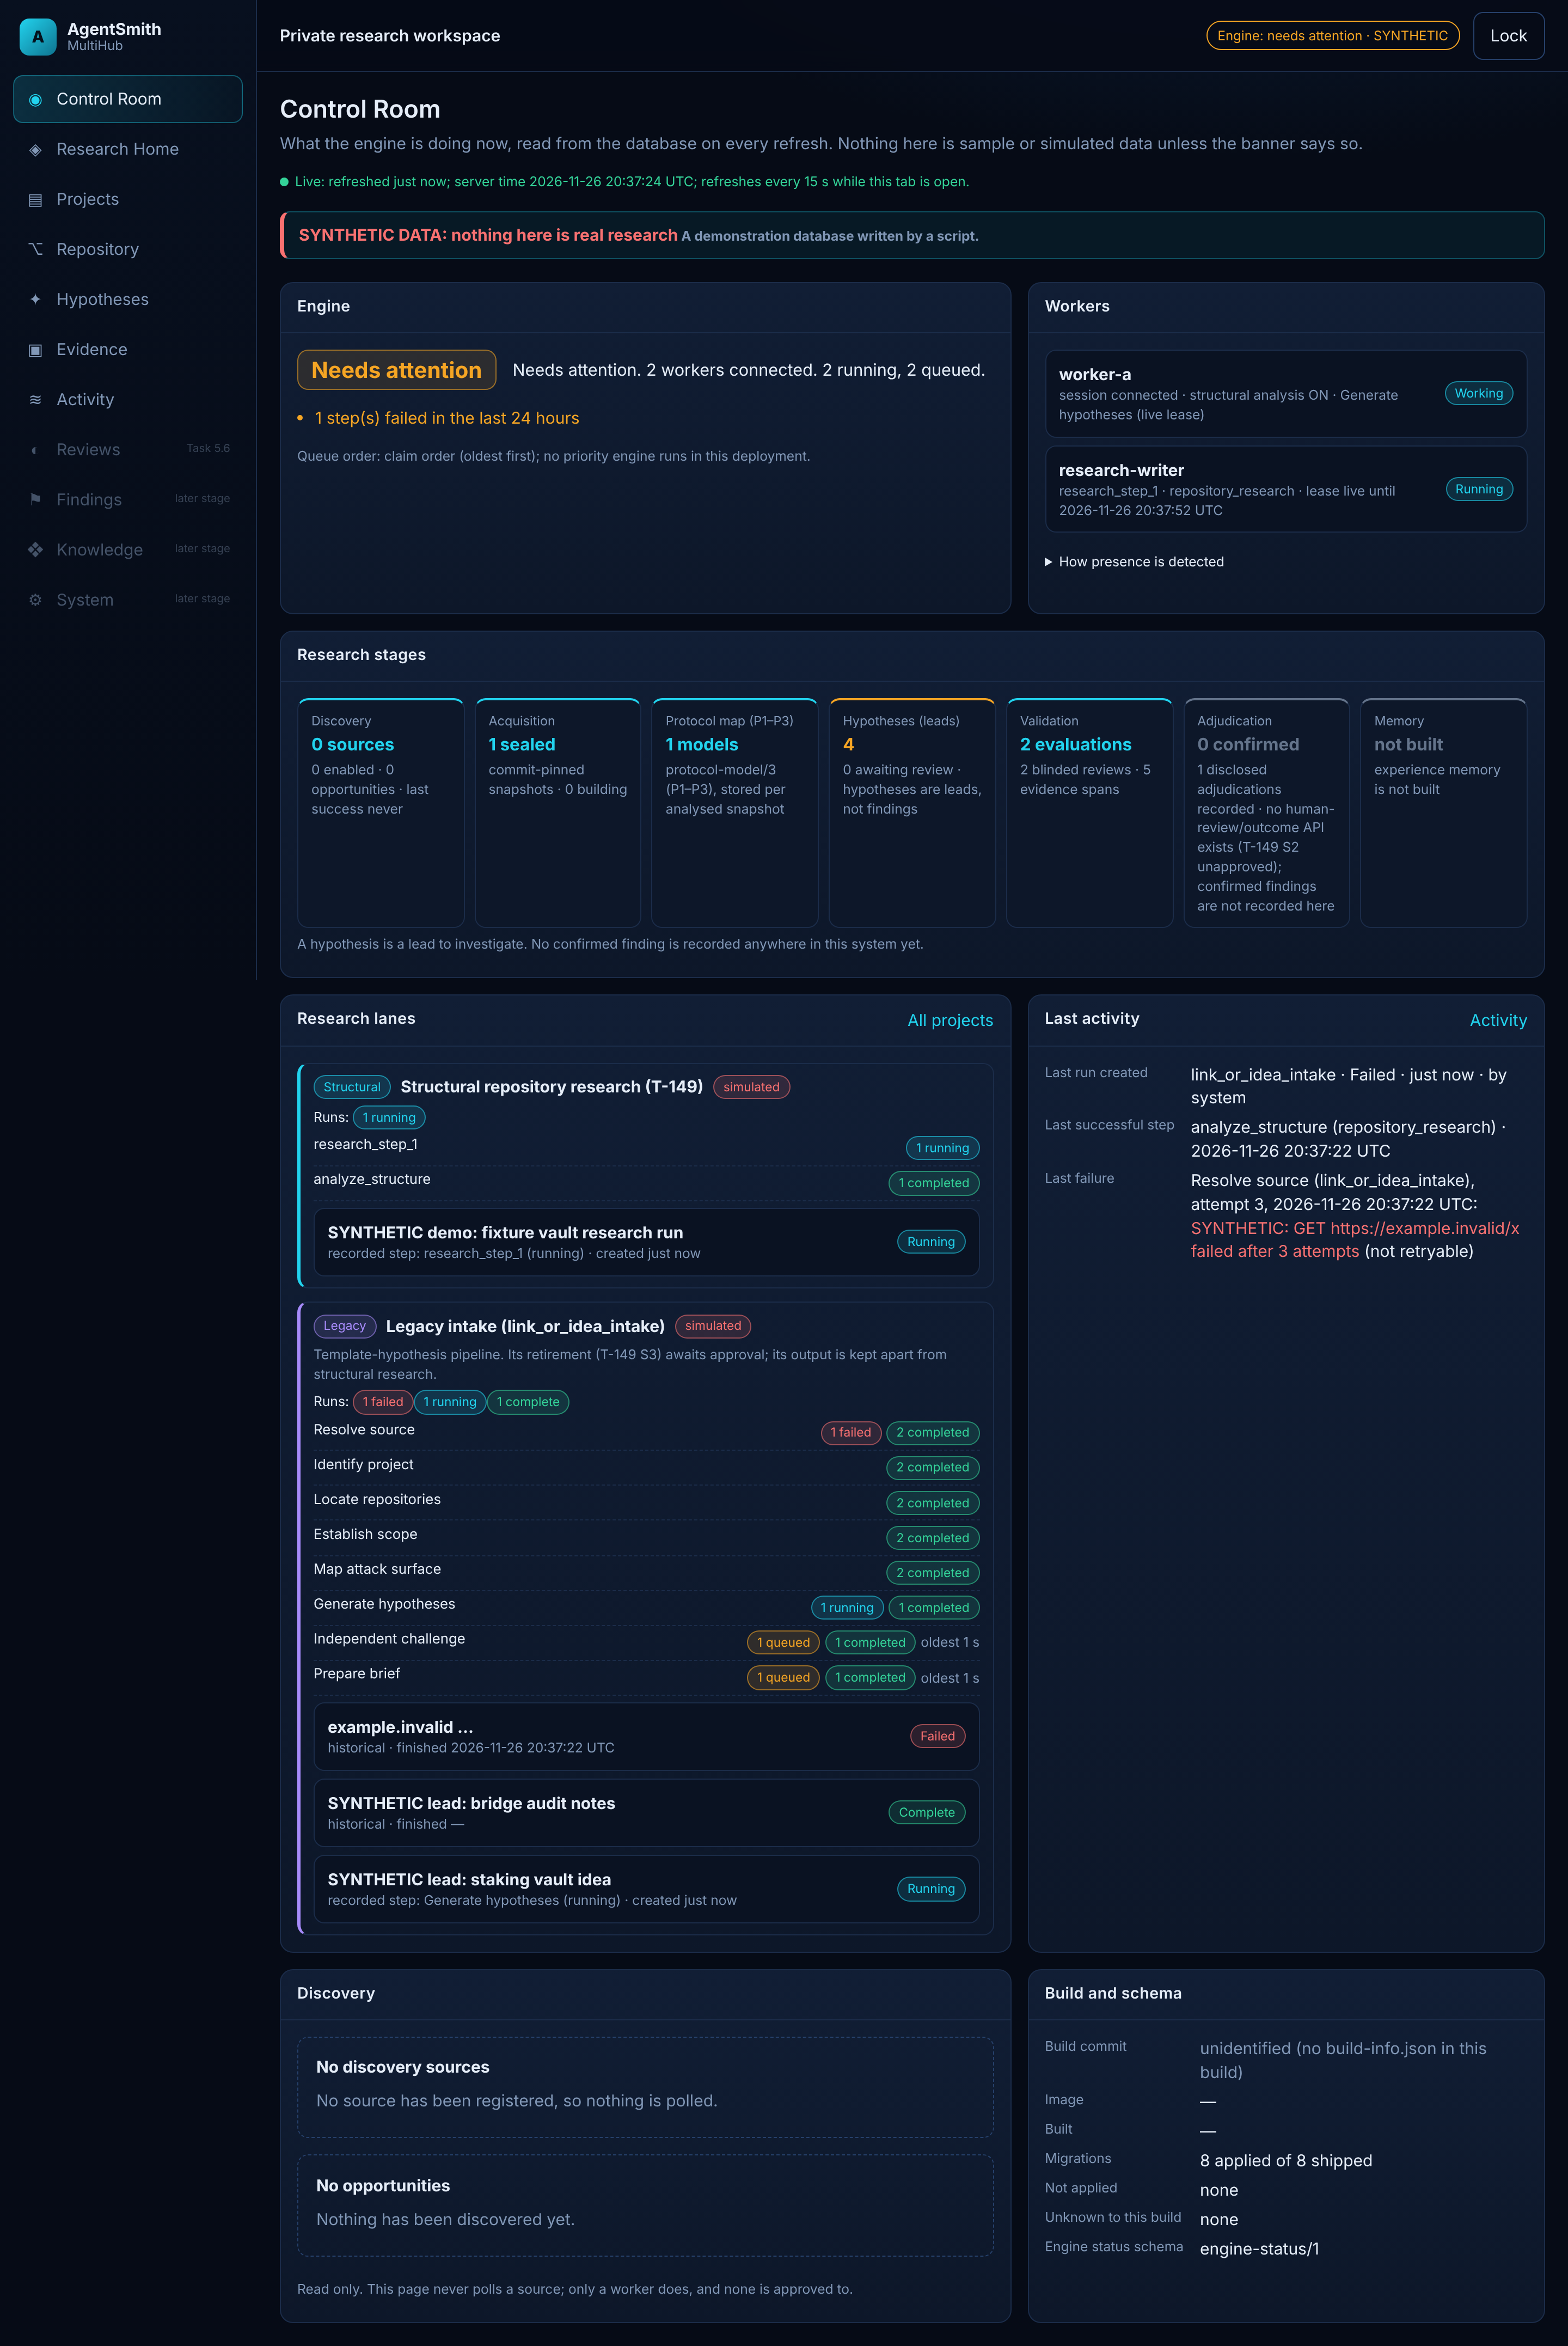 A
AgentSmith
MultiHub
Control Room
Research Home
Projects
Repository
Hypotheses
Evidence
Activity
Reviews Task 5.6
Findings later stage
Knowledge later stage
System later stage
Private research workspace
Engine: needs attention · SYNTHETIC
Lock
Control Room
What the engine is doing now, read from the database on every refresh. Nothing here is sample or simulated data unless the banner says so.
Live: refreshed just now; server time 2026-11-26 20:37:24 UTC; refreshes every 15 s while this tab is open.
SYNTHETIC DATA: nothing here is real research A demonstration database written by a script.
Engine
Needs attention
Needs attention. 2 workers connected. 2 running, 2 queued.
• 1 step(s) failed in the last 24 hours
Queue order: claim order (oldest first); no priority engine runs in this deployment.
Workers
worker-a
session connected · structural analysis ON · Generate
hypotheses (live lease)
Working
research-writer
research_step_1 · repository_research · lease live until
2026-11-26 20:37:52 UTC
Running
How presence is detected
Research stages
Discovery
0 sources
0 enabled · 0
opportunities · last
success never
Acquisition
1 sealed
commit-pinned
snapshots · 0 building
Protocol map (P1–P3)
1 models
protocol-model/3
(P1–P3), stored per
analysed snapshot
Hypotheses (leads)
4
0 awaiting review ·
hypotheses are leads,
not findings
Validation
2 evaluations
2 blinded reviews · 5
evidence spans
Adjudication
0 confirmed
1 disclosed
adjudications
recorded · no human-
review/outcome API
exists (T-149 S2
unapproved);
confirmed findings
are not recorded here
Memory
not built
experience memory
is not built
A hypothesis is a lead to investigate. No confirmed finding is recorded anywhere in this system yet.
Research lanes
All projects
Structural Structural repository research (T-149) simulated
Runs: 1 running
research_step_1 1 running
analyze_structure 1 completed
SYNTHETIC demo: fixture vault research run
recorded step: research_step_1 (running) · created just now
Running
Legacy Legacy intake (link_or_idea_intake) simulated
Template-hypothesis pipeline. Its retirement (T-149 S3) awaits approval; its output is kept apart from
structural research.
Runs: 1 failed 1 running 1 complete
Resolve source 1 failed 2 completed
Identify project 2 completed
Locate repositories 2 completed
Establish scope 2 completed
Map attack surface 2 completed
Generate hypotheses 1 running 1 completed
Independent challenge 1 queued 1 completed oldest 1 s
Prepare brief 1 queued 1 completed oldest 1 s
example.invalid …
historical · finished 2026-11-26 20:37:22 UTC
Failed
SYNTHETIC lead: bridge audit notes
historical · finished —
Complete
SYNTHETIC lead: staking vault idea
recorded step: Generate hypotheses (running) · created just now
Running
Last activity
Activity
Last run created link_or_idea_intake · Failed · just now · by
system
Last successful step analyze_structure (repository_research) ·
2026-11-26 20:37:22 UTC
Last failure Resolve source (link_or_idea_intake),
attempt 3, 2026-11-26 20:37:22 UTC:
SYNTHETIC: GET https://example.invalid/x
failed after 3 attempts (not retryable)
Discovery
No discovery sources
No source has been registered, so nothing is polled.
No opportunities
Nothing has been discovered yet.
Read only. This page never polls a source; only a worker does, and none is approved to.
Build and schema
Build commit unidentified (no build-info.json in this
build)
Image —
Built —
Migrations 8 applied of 8 shipped
Not applied none
Unknown to this build none
Engine status schema engine-status/1